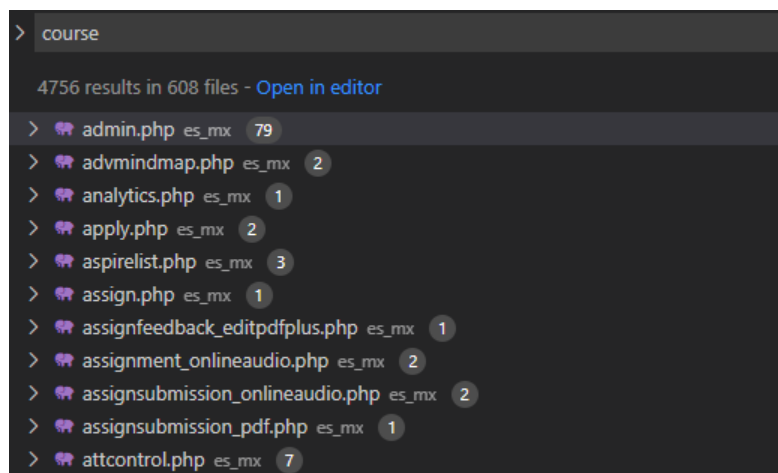 course
4756 results in 608 files - Open in editor
admin.php es_mx 79
advmindmap.php es_mx 2
analytics.php es_mx 1
apply.php es_mx 2
aspirelist.php es_mx 3
assign.php es_mx 1
assignfeedback_editpdfplus.php es_mx 1
assignment_onlineaudio.php es_mx 2
assignsubmission_onlineaudio.php es_mx 2
assignsubmission_pdf.php es_mx 1
attcontrol.php es_mx 7